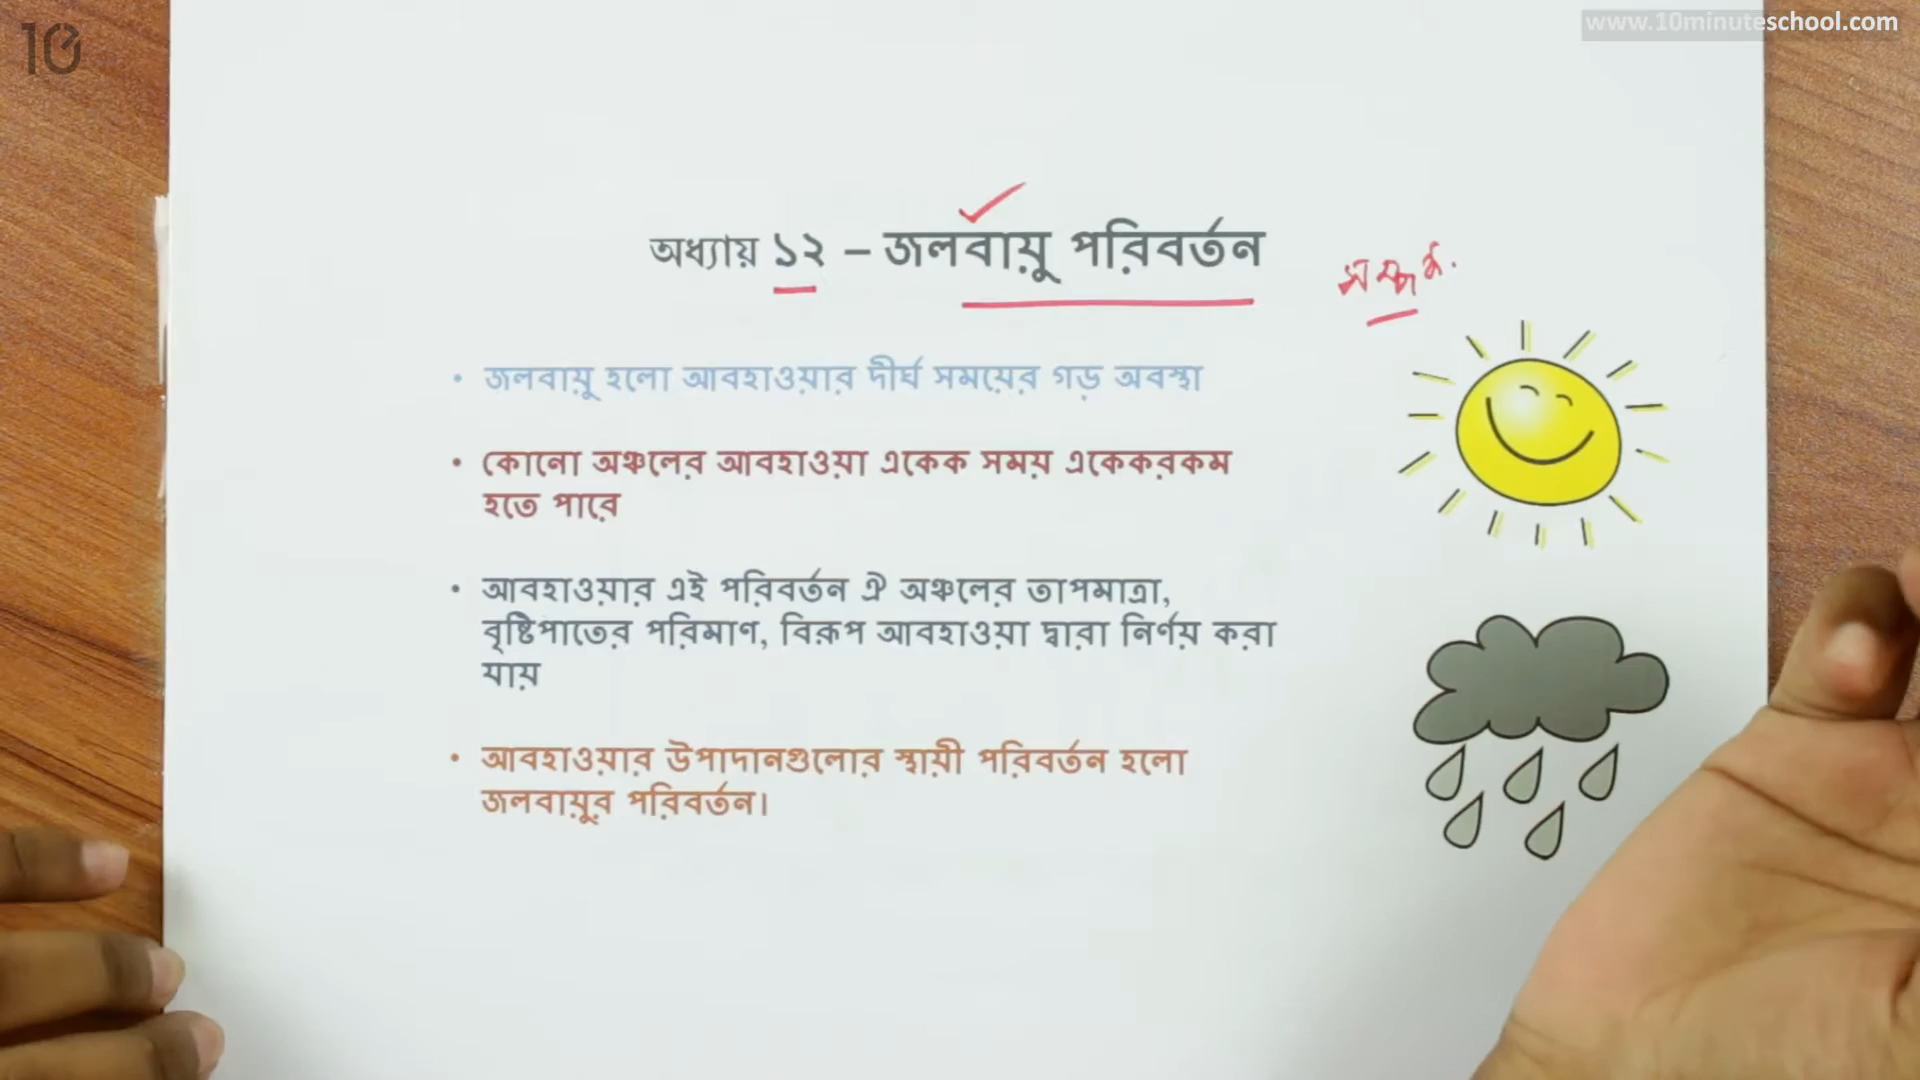 10
www.10minuteschool.com
অধ্যায় ১২ – জলবায়ু পরিবর্তন
• জলবায়ু হলো আবহাওয়ার দীর্ঘ সময়ের গড় অবস্থা
• কোনো অঞ্চলের আবহাওয়া একেক সময় একেকরকম
হতে পারে
• আবহাওয়ার এই পরিবর্তন ঐ অঞ্চলের তাপমাত্রা,
বৃষ্টিপাতের পরিমাণ, বিরূপ আবহাওয়া দ্বারা নির্ণয় করা
যায়
• আবহাওয়ার উপাদানগুলোর স্থায়ী পরিবর্তন হলো
জলবায়ুর পরিবর্তন।